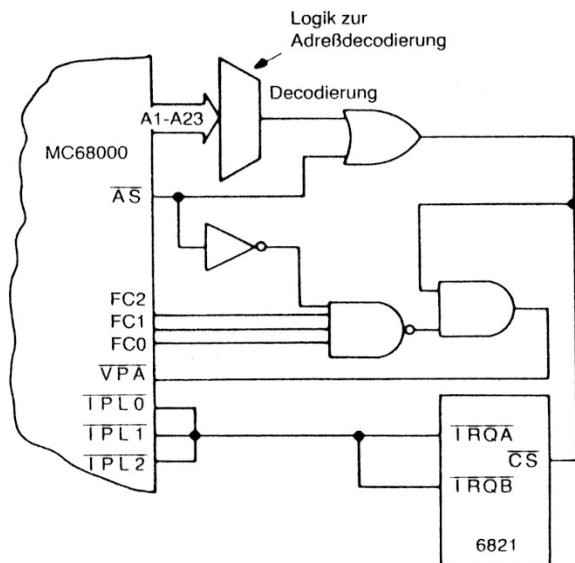 Logik zur
Adreßdecodierung
Decodierung
A1-A23
MC68000
AS
FC2
FC1
FC0
VPA
IPL0
IPL1
IPL2
IRQA
CS
IRQB
6821